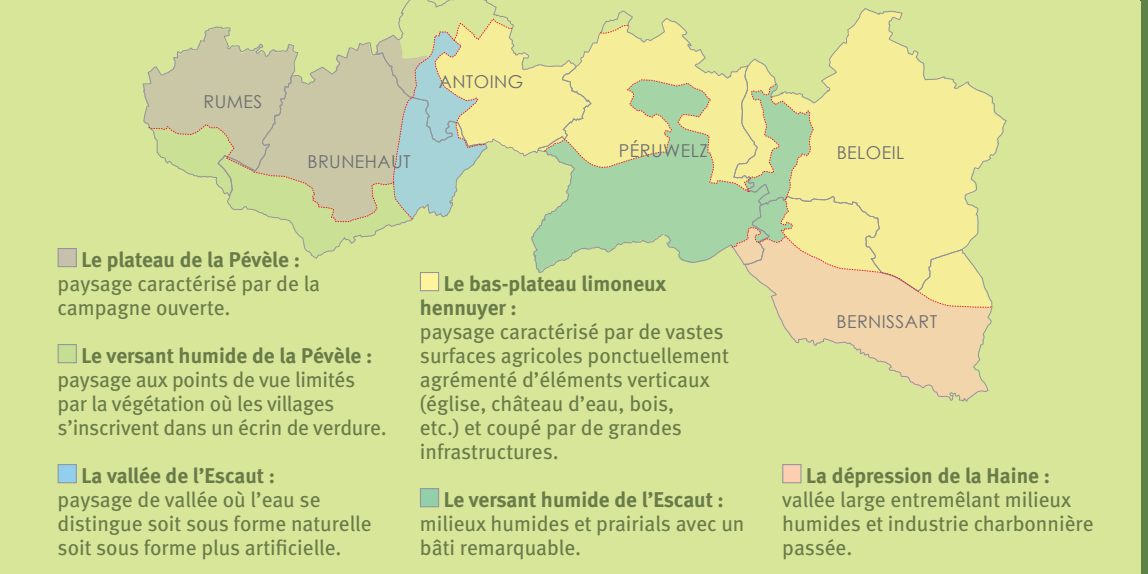 ANTOING
RUMES
BRUNEHAUT
PÉRUWELZ
BELOEIL
BERNISSART
Le plateau de la Pévèle :
paysage caractérisé par de la
campagne ouverte.
Le versant humide de la Pévèle :
paysage aux points de vue limités
par la végétation où les villages
s’inscrivent dans un écrin de verdure.
La vallée de l’Escaut :
paysage de vallée où l’eau se
distingue soit sous forme naturelle
soit sous forme plus artificielle.
Le bas-plateau limoneux
hennuyer :
paysage caractérisé par de vastes
surfaces agricoles ponctuellement
agrémenté d’éléments verticaux
(église, château d’eau, bois,
etc.) et coupé par de grandes
infrastructures.
Le versant humide de l’Escaut :
milieux humides et prairials avec un
bâti remarquable.
La dépression de la Haine :
vallée large entremêlant milieux
humides et industrie charbonnière
passée.